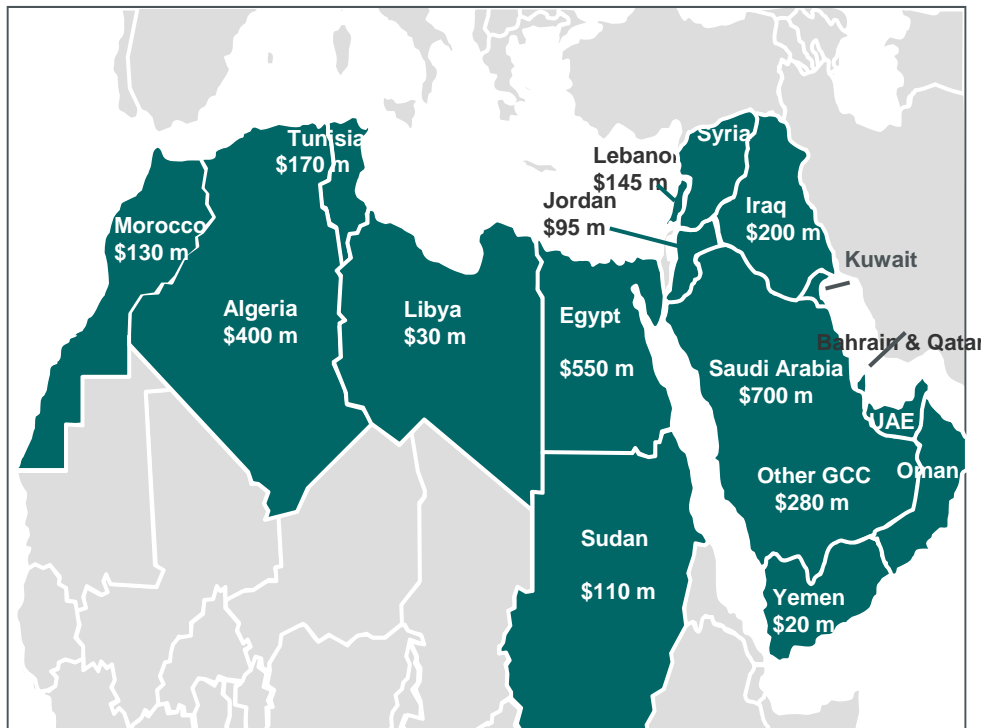 Tunisia
$170 m
Syria
Lebanon
$145 m
Jordan
$95 m
Iraq
$200 m
Morocco
$130 m
Kuwait
Algeria
$400 m
Libya
$30 m
Egypt
$550 m
Bahrain & Qatar
Saudi Arabia
$700 m
UAE
Other GCC
$280 m
Oman
Sudan
$110 m
Yemen
$20 m